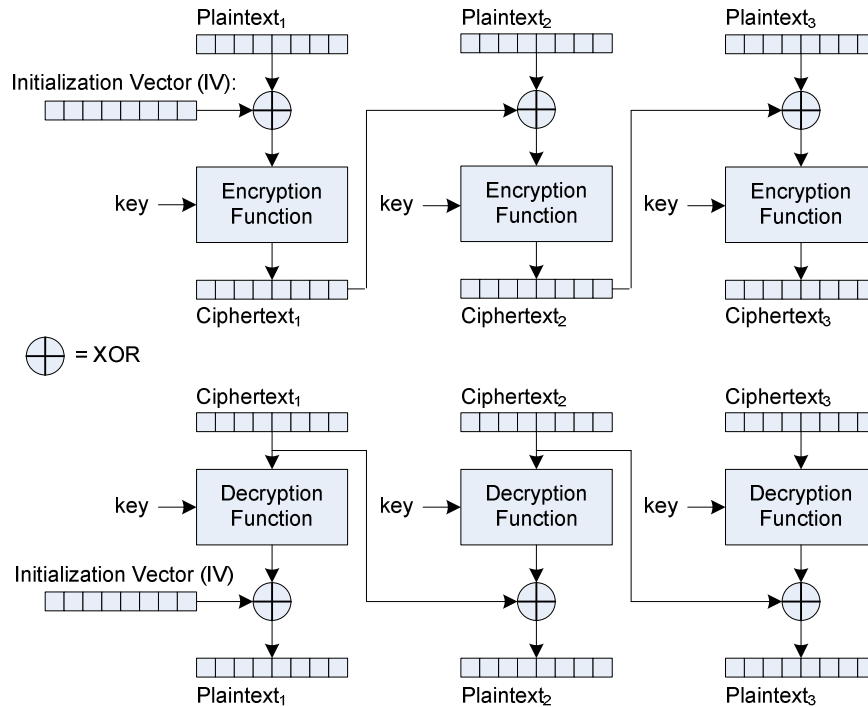 Plaintext₁
Plaintext₂
Plaintext₃
Initialization Vector (IV):
key
Encryption
Function
key
Encryption
Function
key
Encryption
Function
Ciphertext₁
Ciphertext₂
Ciphertext₃
= XOR
Ciphertext₁
Ciphertext₂
Ciphertext₃
key
Decryption
Function
key
Decryption
Function
key
Decryption
Function
Initialization Vector (IV)
Plaintext₁
Plaintext₂
Plaintext₃